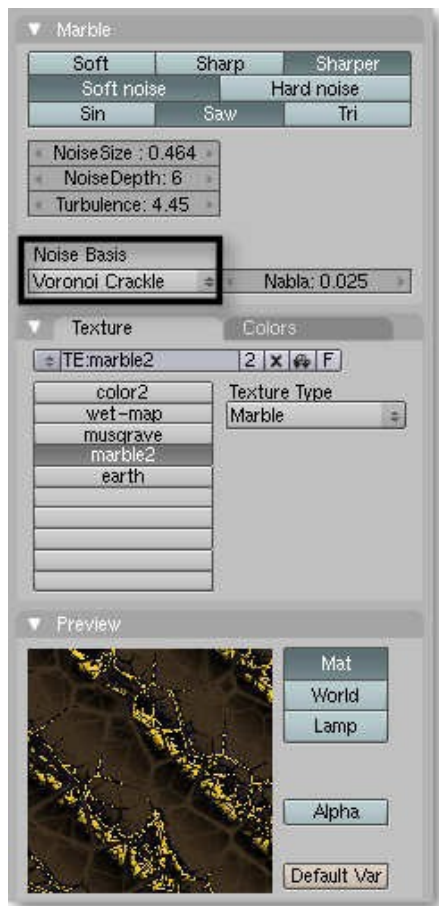 Marble
Soft Sharp Sharper
Soft noise Hard noise
Sin Saw Tri
NoiseSize : 0.464
NoiseDepth: 6
Turbulence: 4.45
Noise Basis
Voronoi Crackle Nabla: 0.025
Texture Colors
TE:marble2 2 X F
color2 Texture Type
wet-map Marble
musgrave
marble2
earth
Preview
Mat
World
Lamp
Alpha
Default Var